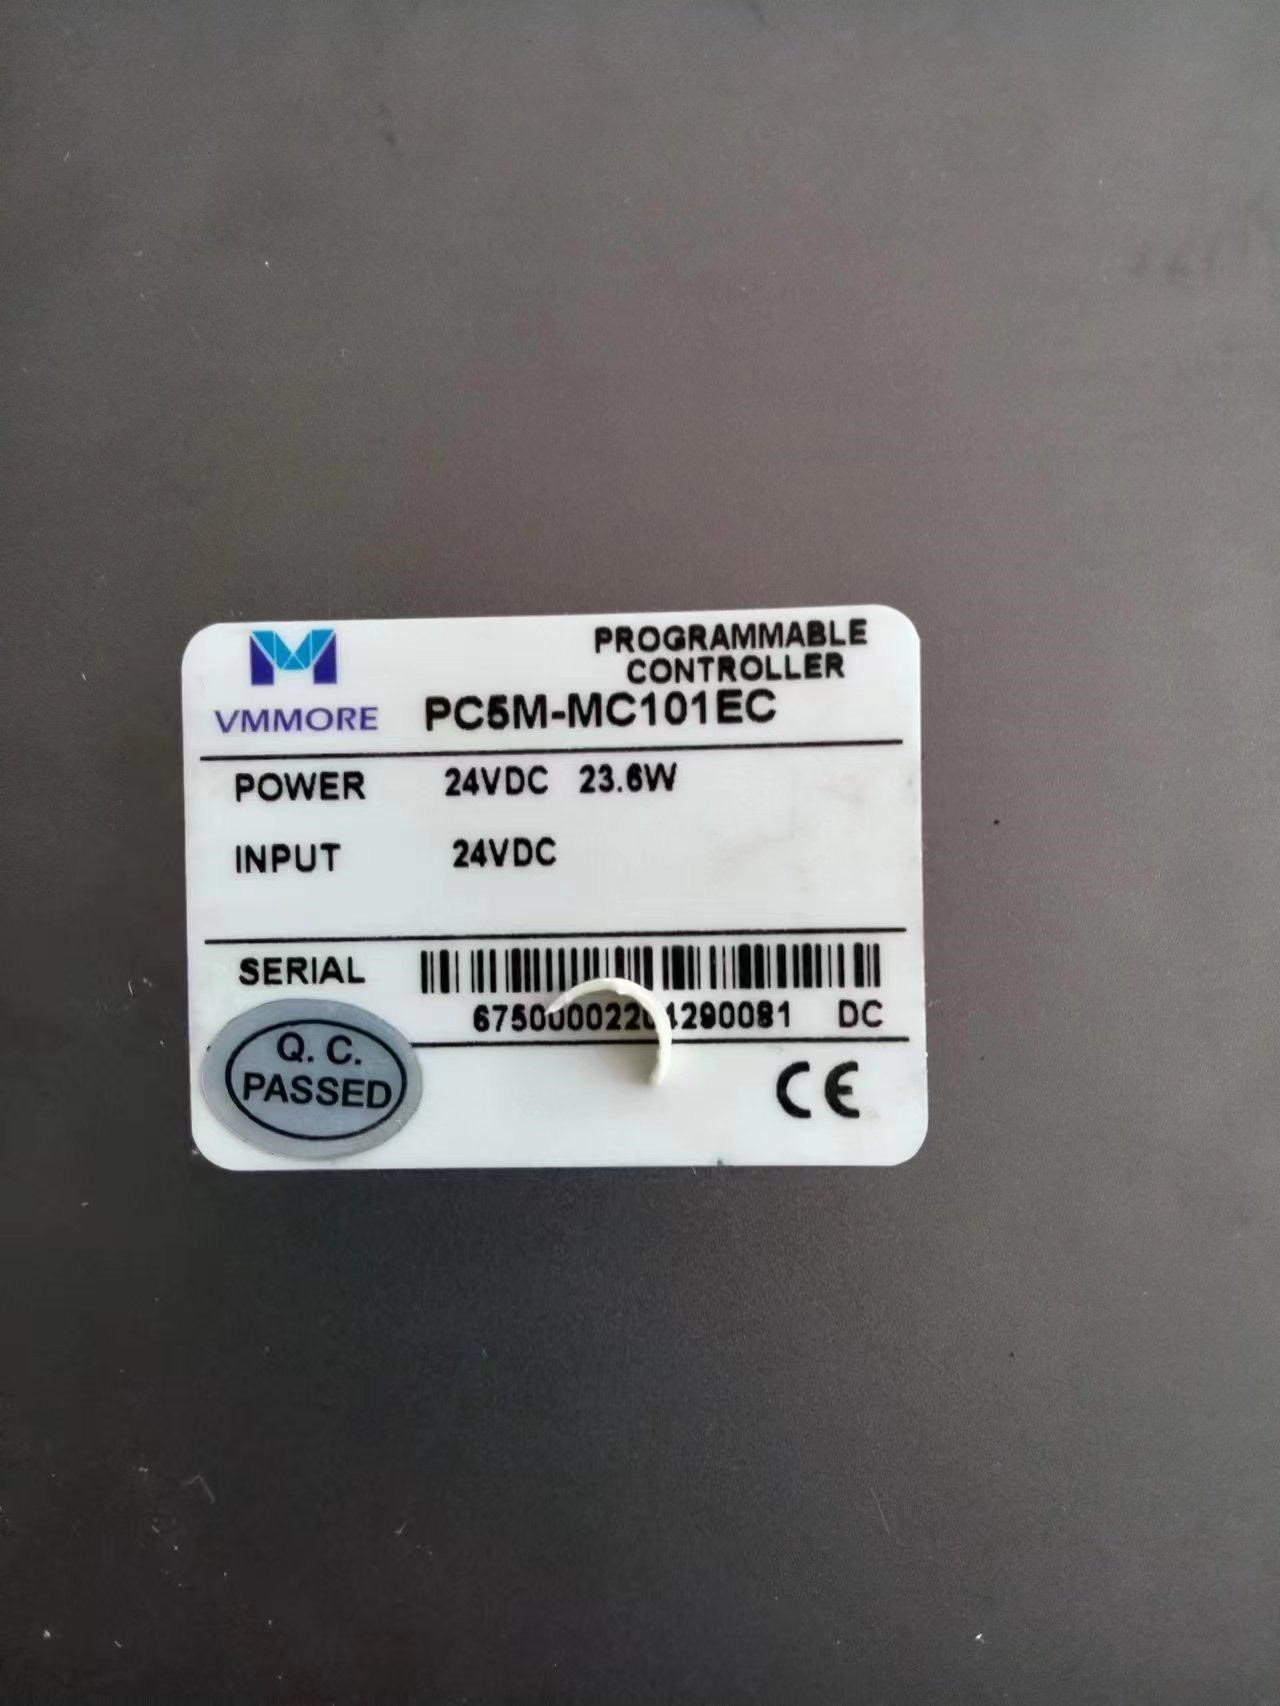 VMMORE
PROGRAMMABLE
CONTROLLER
PC5M-MC101EC
POWER 24VDC 23.6W
INPUT 24VDC
SERIAL
DC
Q. C.
PASSED
CE